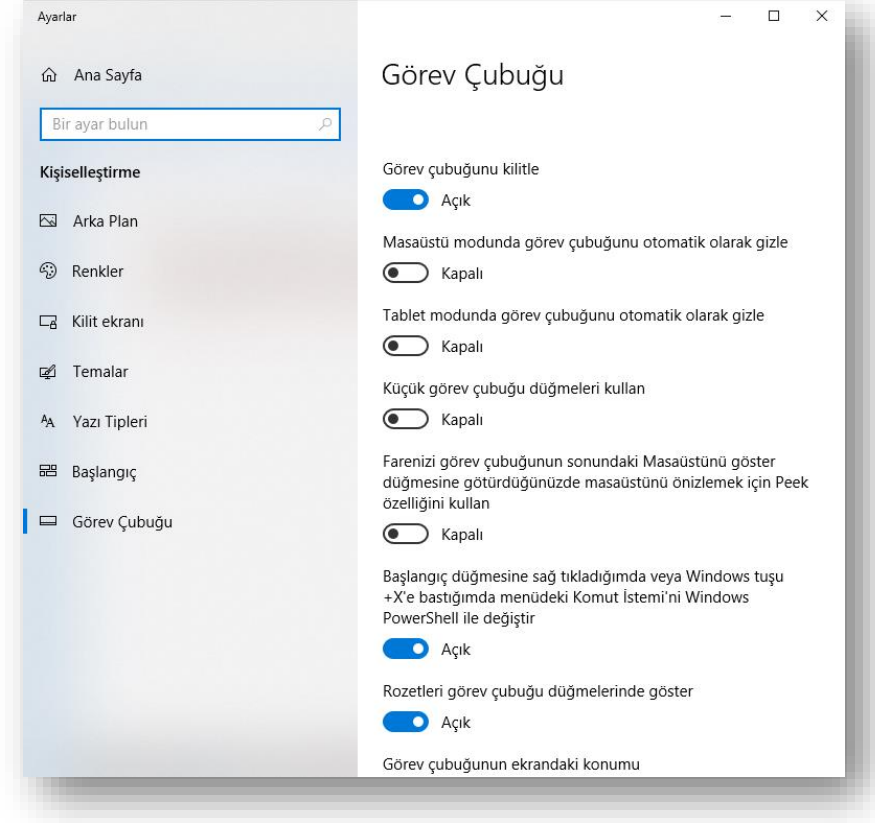 Ayarlar
Ana Sayfa
Bir ayar bulun
Kişiselleştirme
Arka Plan
Renkler
Kilit ekranı
Temalar
Yazı Tipleri
Başlangıç
Görev Çubuğu
Görev Çubuğu
Görev çubuğunu kilitle
Açık
Masaüstü modunda görev çubuğunu otomatik olarak gizle
Kapalı
Tablet modunda görev çubuğunu otomatik olarak gizle
Kapalı
Küçük görev çubuğu düğmeleri kullan
Kapalı
Farenizi görev çubuğunun sonundaki Masaüstünü göster
düğmesine götürdüğünüzde masaüstünü önizlemek için Peek
özelliğini kullan
Kapalı
Başlangıç düğmesine sağ tıkladığımda veya Windows tuşu
+X'e bastığımda menüdeki Komut İstemi'ni Windows
PowerShell ile değiştir
Açık
Rozetleri görev çubuğu düğmelerinde göster
Açık
Görev çubuğunun ekrandaki konumu